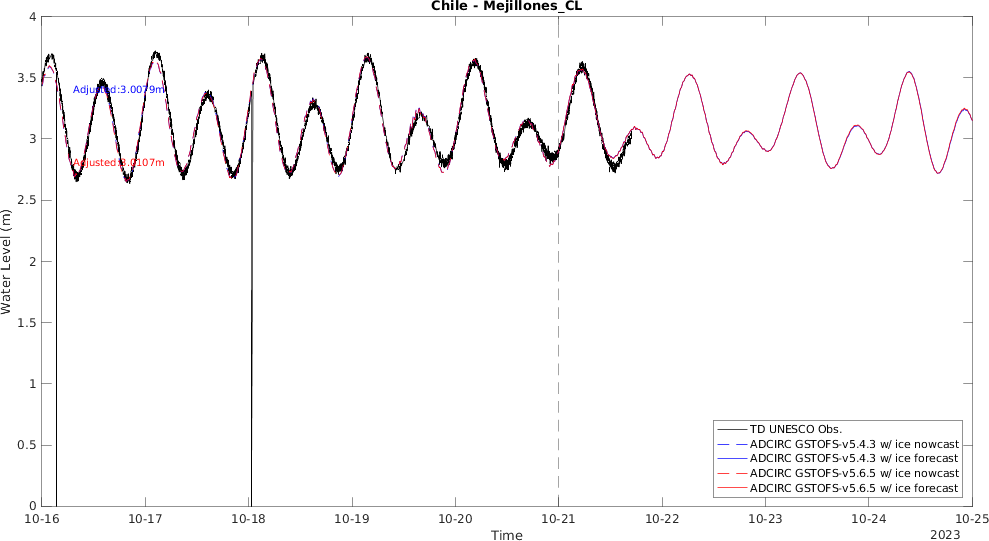 Chile - Mejillones_CL
4
3.5
3
2.5
2
1.5
1
0.5
0
Water Level (m)
Adjusted:3.0079m
Adjusted:3.0107m
TD UNESCO Obs.
ADCIRC GSTOFS-v5.4.3 w/ ice nowcast
ADCIRC GSTOFS-v5.4.3 w/ ice forecast
ADCIRC GSTOFS-v5.6.5 w/ ice nowcast
ADCIRC GSTOFS-v5.6.5 w/ ice forecast
10-16 10-17 10-18 10-19 10-20 10-21 10-22 10-23 10-24 10-25
Time
2023